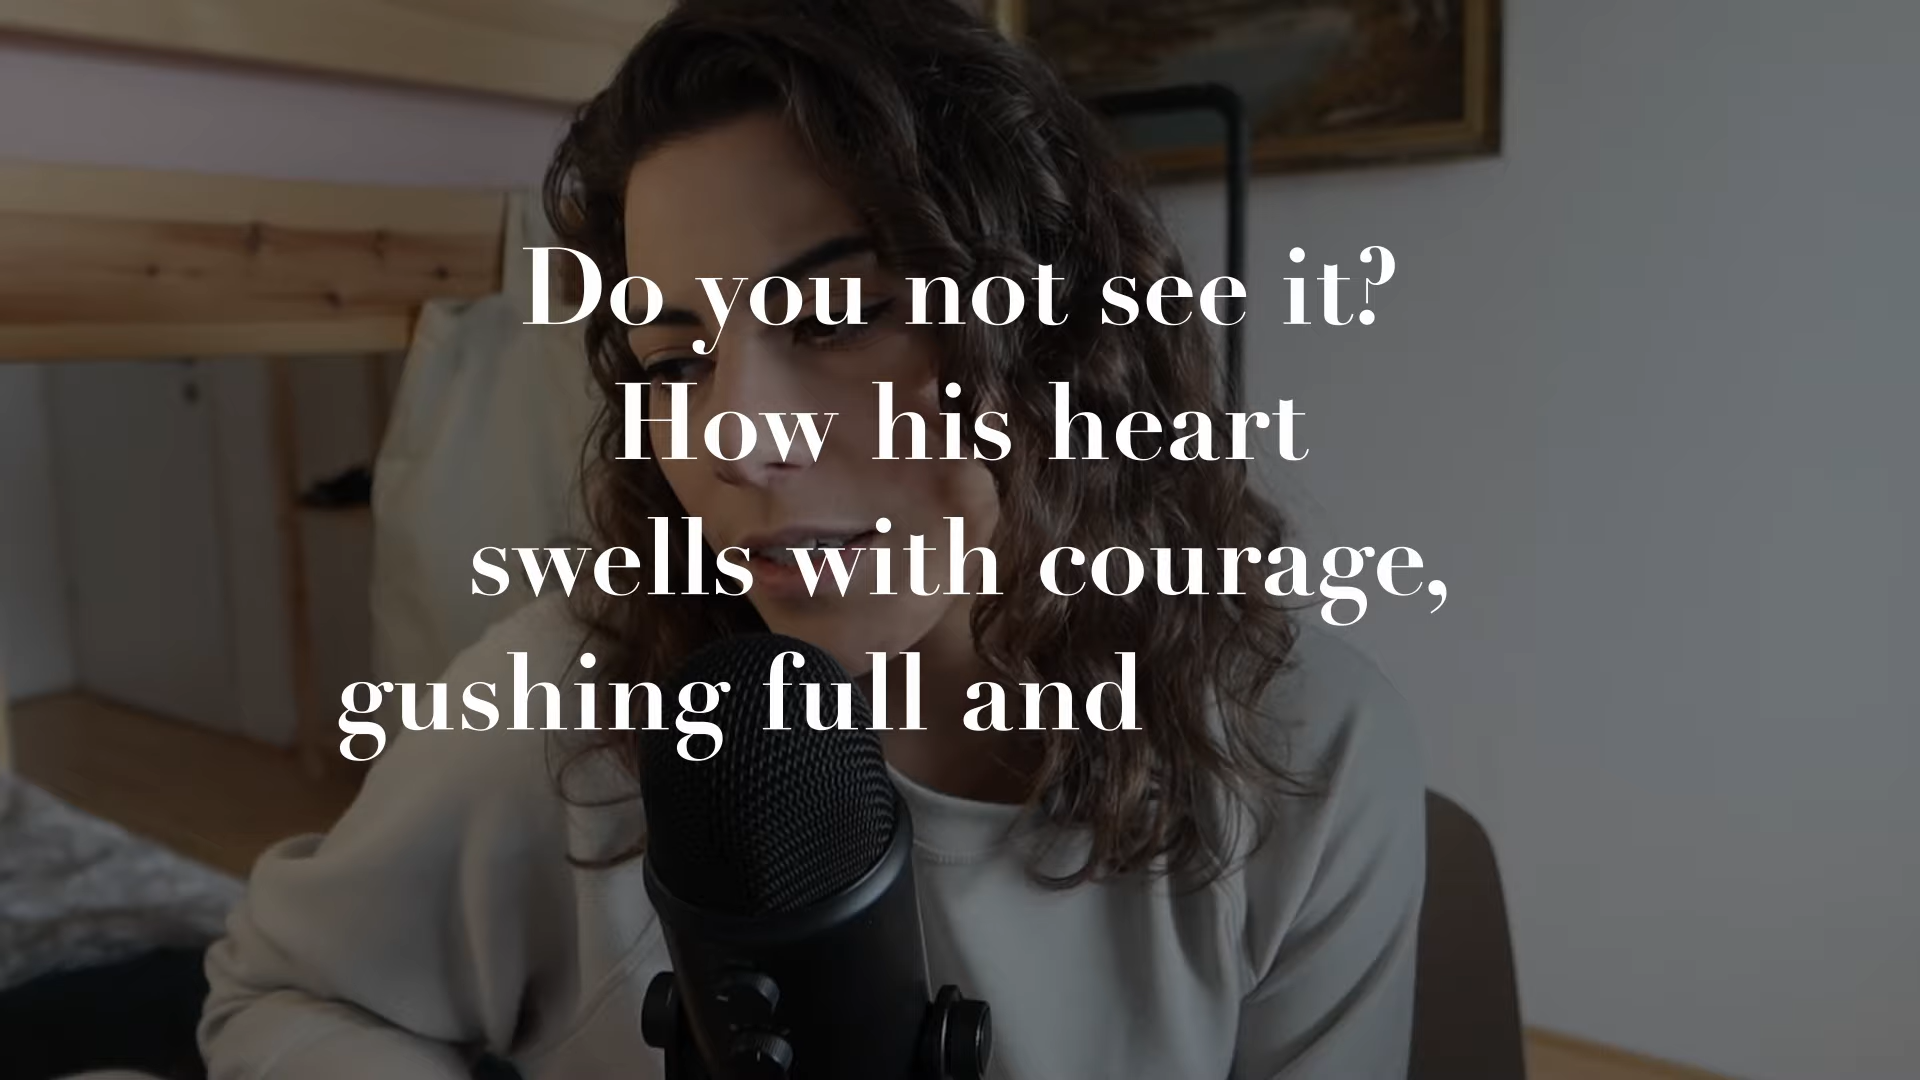 Do you not see it?
How his heart
swells with courage,
gushing full and